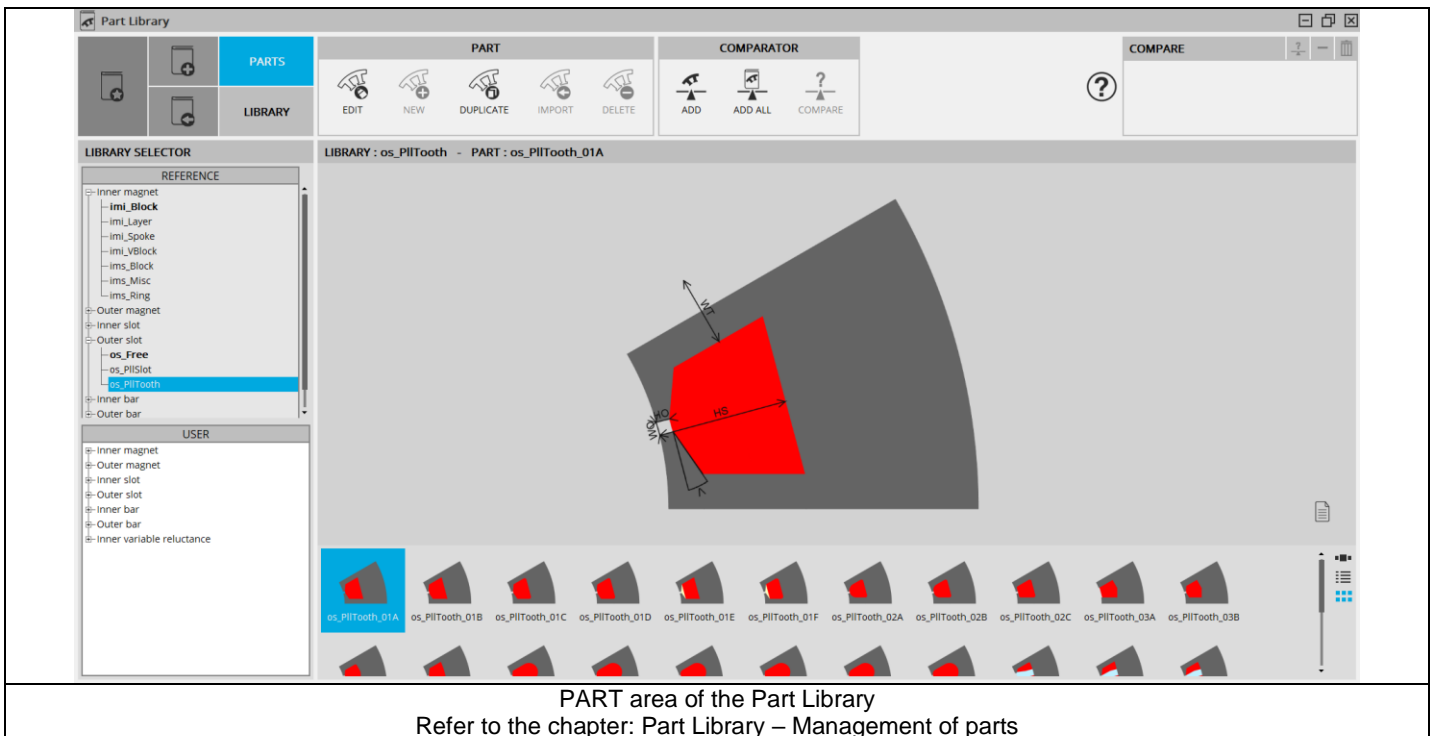 Part Library
PARTS
LIBRARY
PART
EDIT
NEW
DUPLICATE
IMPORT
DELETE
COMPARATOR
ADD
ADD ALL
?
COMPARE
?
COMPARE
?
LIBRARY SELECTOR
REFERENCE
Inner magnet
imi_Block
imi_Layer
imi_Spoke
imi_VBlock
ims_Block
ims_Misc
ims_Ring
Outer magnet
Inner slot
Outer slot
os_Free
os_PllSlot
os_PllTooth
Inner bar
Outer bar
USER
Inner magnet
Outer magnet
Inner slot
Outer slot
Inner bar
Outer bar
Inner variable reluctance
LIBRARY : os_PllTooth - PART : os_PllTooth_01A
WT
HO
WO
HS
os_PllTooth_01A os_PllTooth_01B os_PllTooth_01C os_PllTooth_01D os_PllTooth_01E os_PllTooth_01F os_PllTooth_02A os_PllTooth_02B os_PllTooth_02C os_PllTooth_03A os_PllTooth_03B
PART area of the Part Library
Refer to the chapter: Part Library – Management of parts